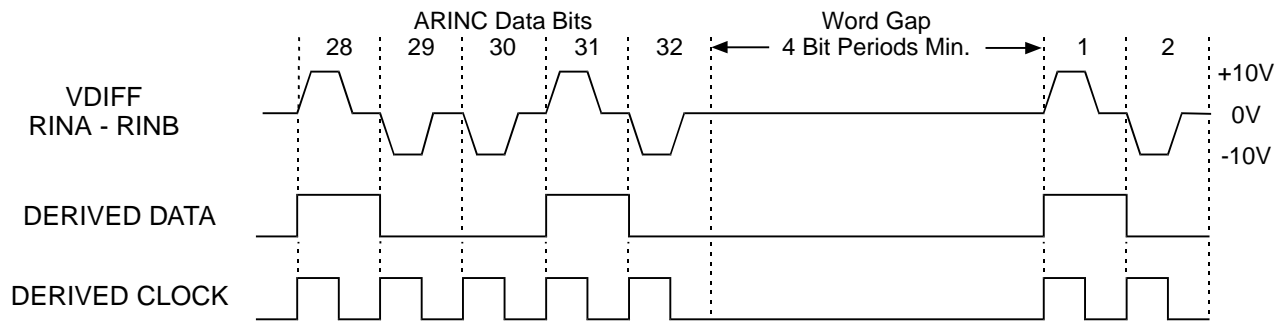 ARINC Data Bits
Word Gap
28 29 30 31 32 4 Bit Periods Min. 1 2
+10V
VDIFF
RINA - RINB
0V
-10V
DERIVED DATA
DERIVED CLOCK